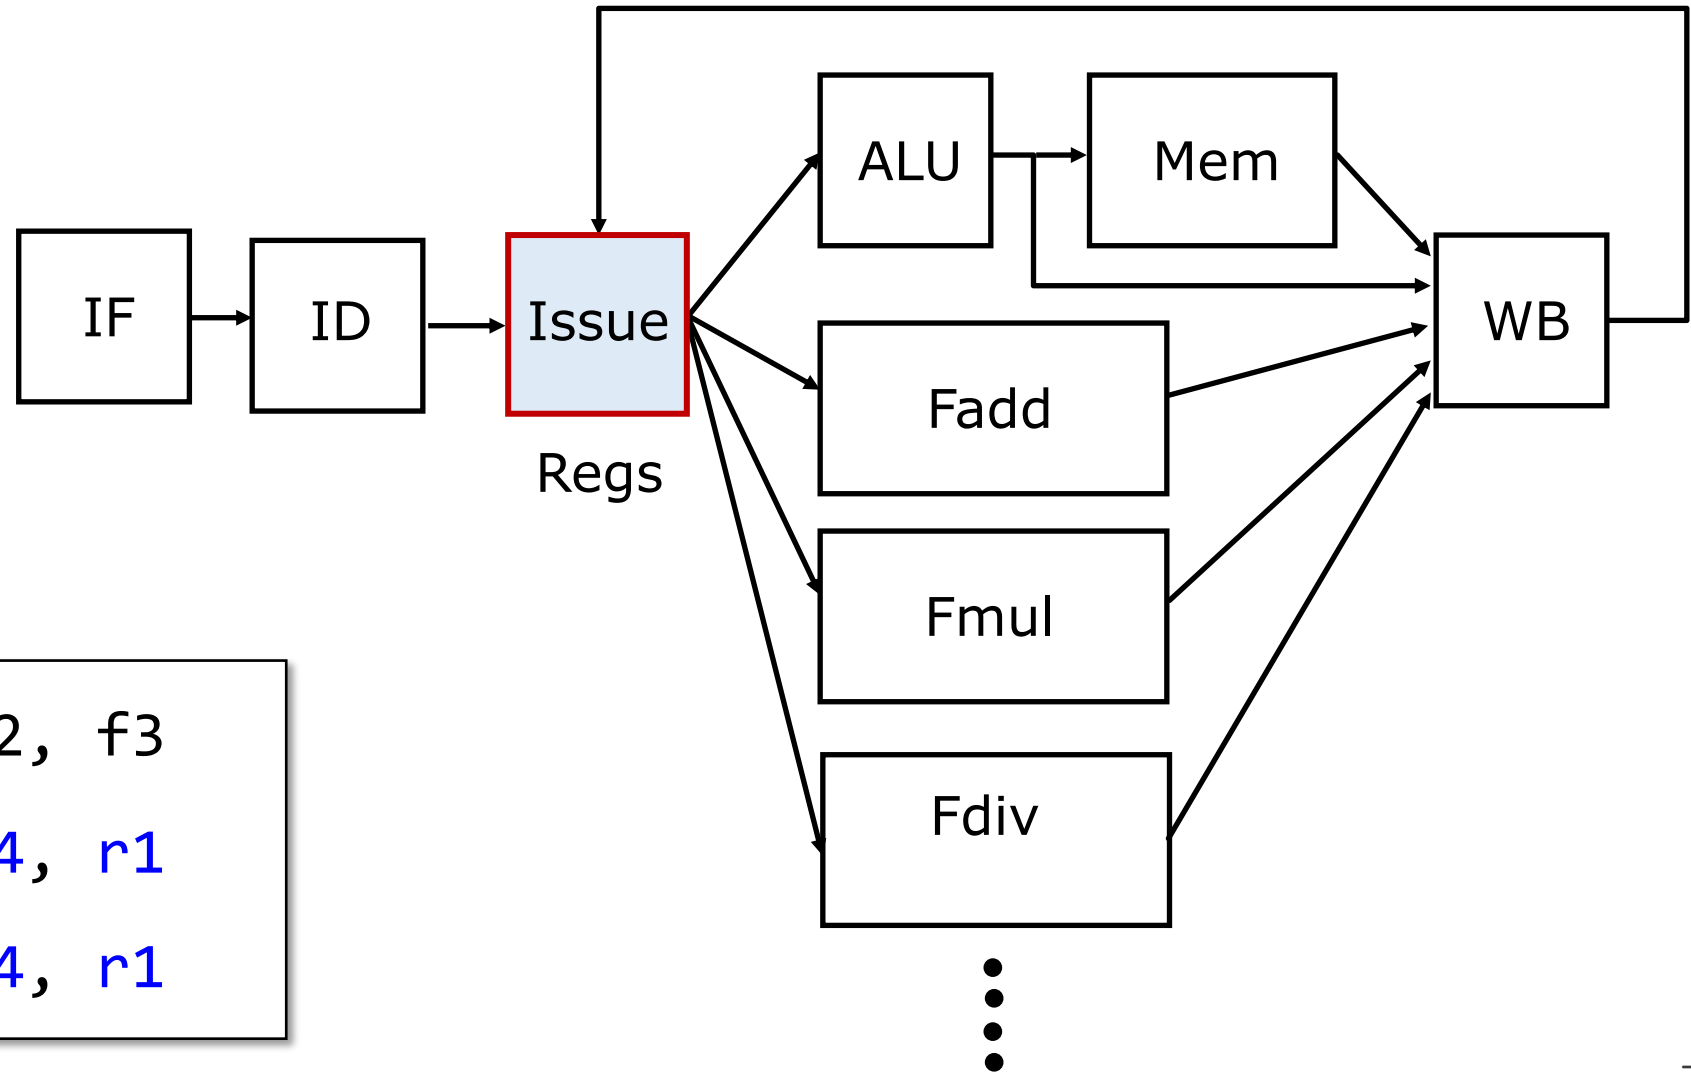 ALU
Mem
IF
ID
Issue
WB
Regs
Fadd
Fmul
Fdiv
2, f3
4, r1
4, r1